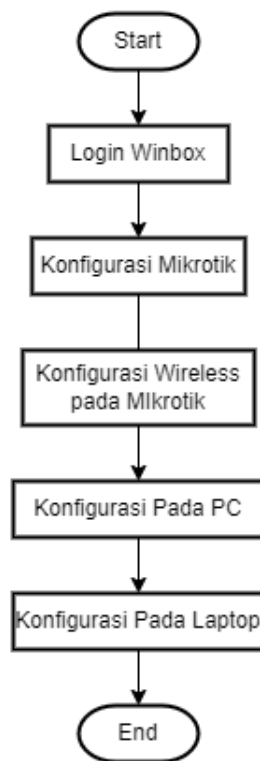 Start
Login Winbox
Konfigurasi Mikrotik
Konfigurasi Wireless
pada MIkrotik
Konfigurasi Pada PC
Konfigurasi Pada Laptop
End